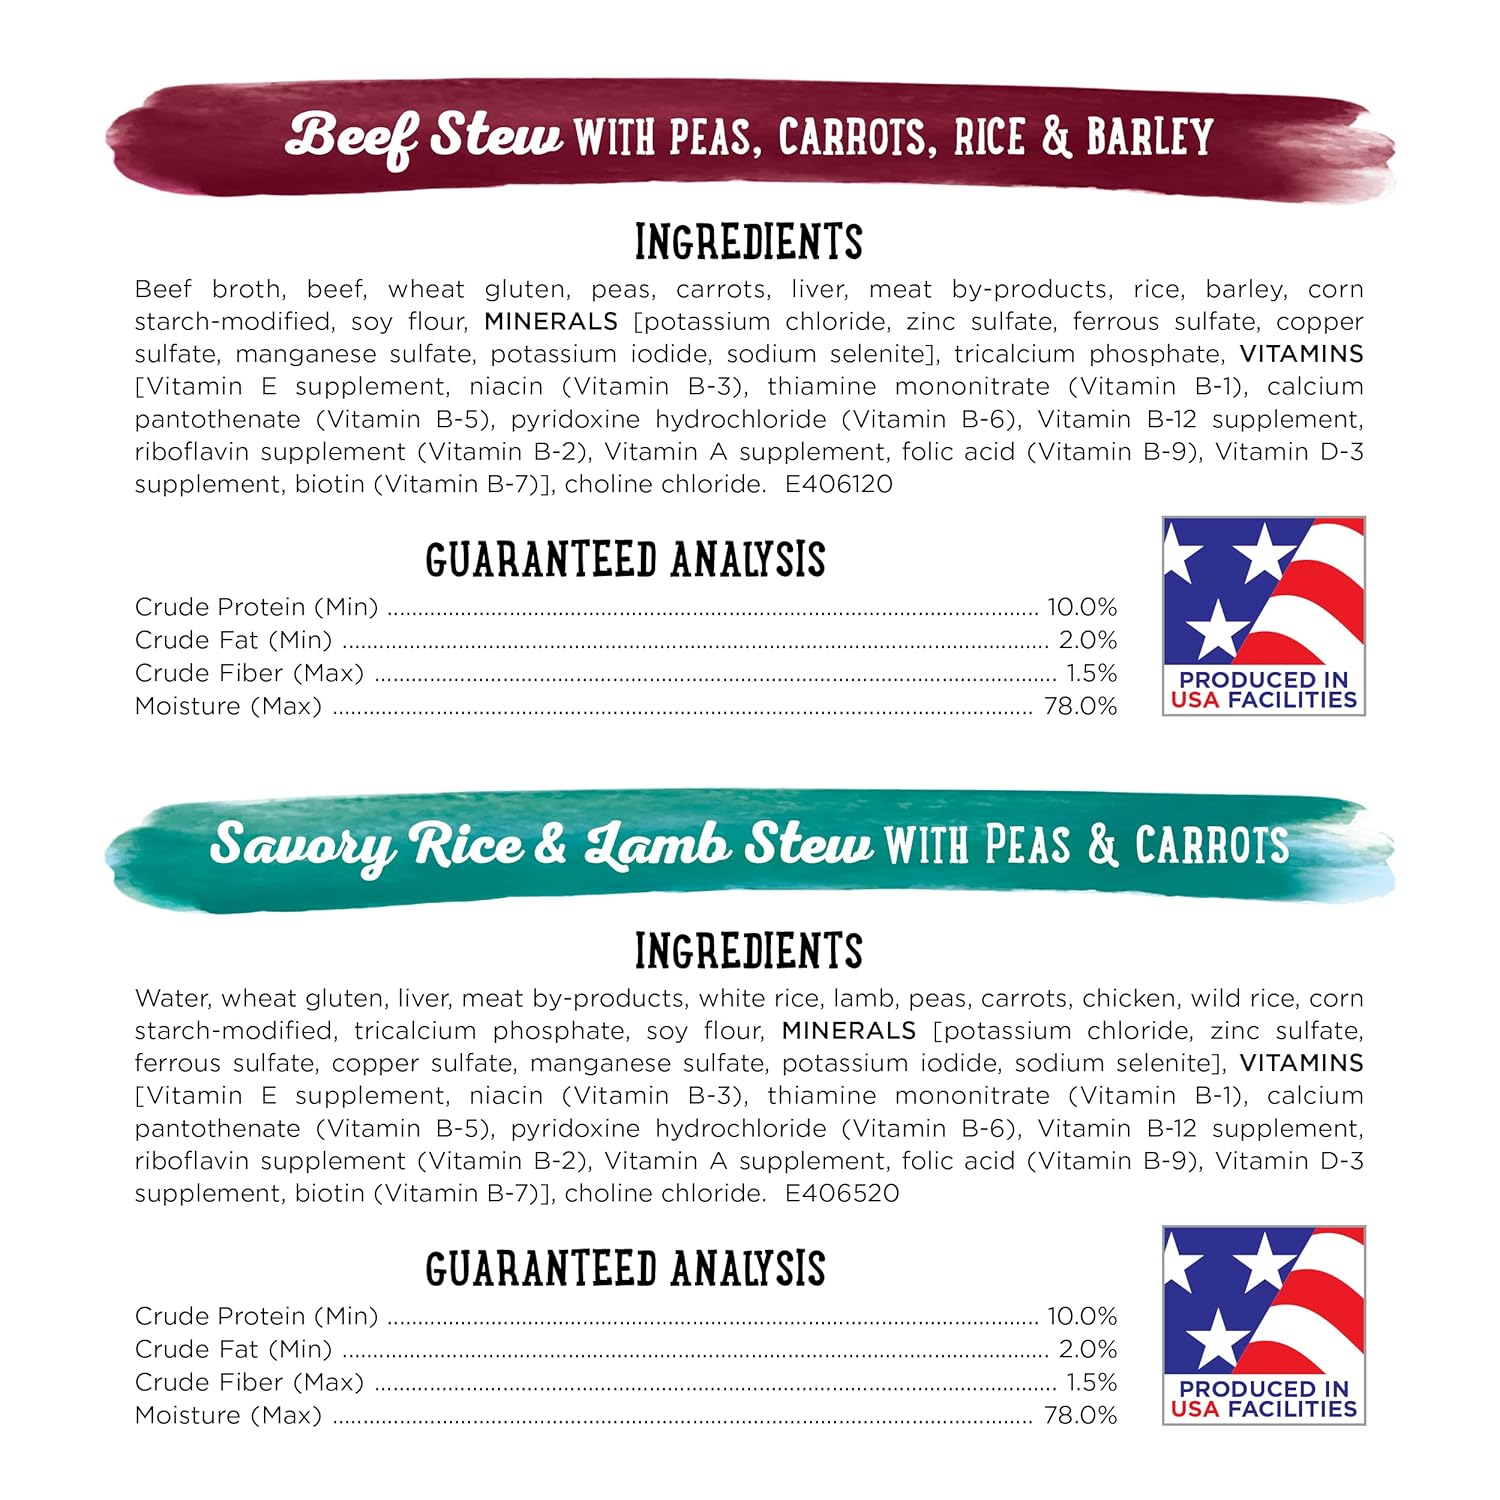 Beef Stew WITH PEAS, CARROTS, RICE & BARLEY
INGREDIENTS
Beef broth, beef, wheat gluten, peas, carrots, liver, meat by-products, rice, barley, corn
starch-modified, soy flour, MINERALS [potassium chloride, zinc sulfate, ferrous sulfate, copper
sulfate, manganese sulfate, potassium iodide, sodium selenite], tricalcium phosphate, VITAMINS
[Vitamin E supplement, niacin (Vitamin B-3), thiamine mononitrate (Vitamin B-1), calcium
pantothenate (Vitamin B-5), pyridoxine hydrochloride (Vitamin B-6), Vitamin B-12 supplement,
riboflavin supplement (Vitamin B-2), Vitamin A supplement, folic acid (Vitamin B-9), Vitamin D-3
supplement, biotin (Vitamin B-7)], choline chloride. E406120
GUARANTEED ANALYSIS
Crude Protein (Min) ........ 10.0%
Crude Fat (Min) ........ 2.0%
Crude Fiber (Max) ........ 1.5%
Moisture (Max) ........ 78.0%
PRODUCED IN
USA FACILITIES
Savory Rice & Lamb Stew WITH PEAS & CARROTS
INGREDIENTS
Water, wheat gluten, liver, meat by-products, white rice, lamb, peas, carrots, chicken, wild rice, corn
starch-modified, tricalcium phosphate, soy flour, MINERALS [potassium chloride, zinc sulfate,
ferrous sulfate, copper sulfate, manganese sulfate, potassium iodide, sodium selenite], VITAMINS
[Vitamin E supplement, niacin (Vitamin B-3), thiamine mononitrate (Vitamin B-1), calcium
pantothenate (Vitamin B-5), pyridoxine hydrochloride (Vitamin B-6), Vitamin B-12 supplement,
riboflavin supplement (Vitamin B-2), Vitamin A supplement, folic acid (Vitamin B-9), Vitamin D-3
supplement, biotin (Vitamin B-7)], choline chloride. E406520
GUARANTEED ANALYSIS
Crude Protein (Min) ........ 10.0%
Crude Fat (Min) ........ 2.0%
Crude Fiber (Max) ........ 1.5%
Moisture (Max) ........ 78.0%
PRODUCED IN
USA FACILITIES